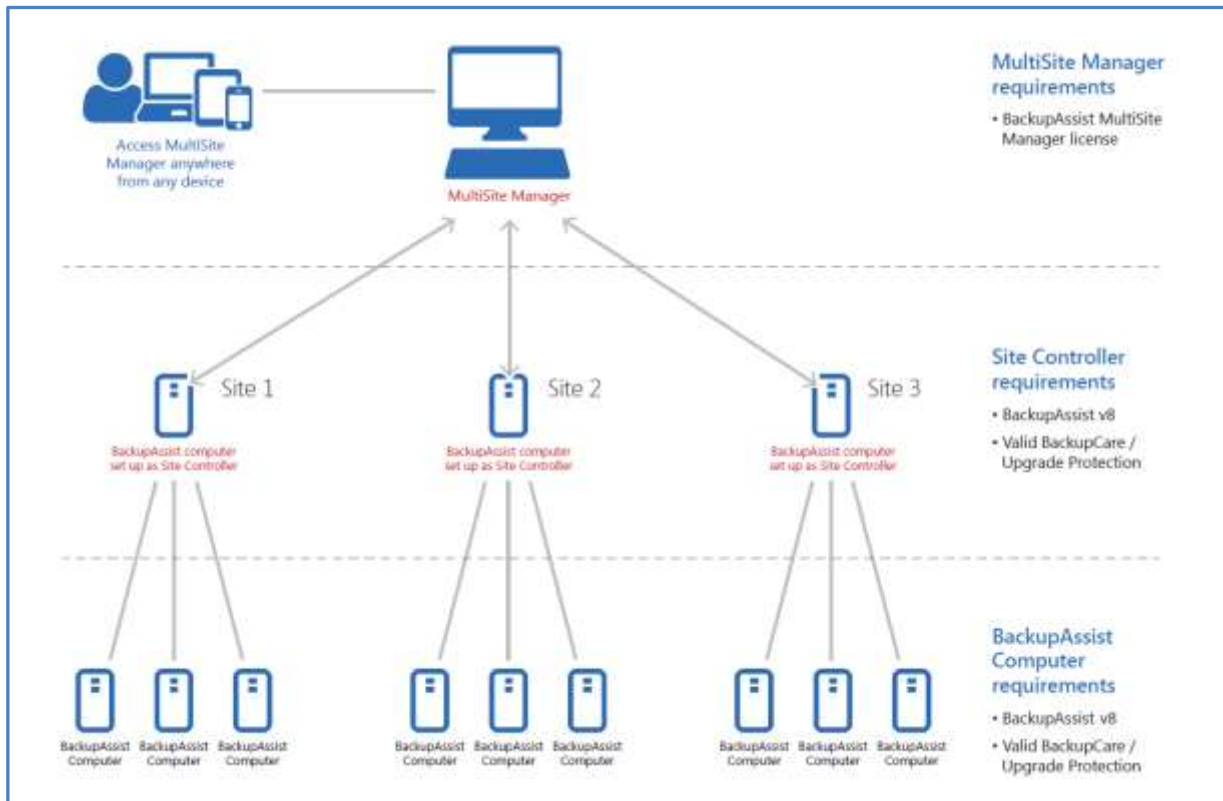 MultiSite Manager
requirements
• BackupAssist MultiSite
Manager license
Access MultiSite
Manager anywhere
from any device
MultiSite Manager
Site 1
Site 2
Site 3
BackupAssist computer
set up as Site Controller
BackupAssist computer
set up as Site Controller
BackupAssist computer
set up as Site Controller
Site Controller
requirements
• BackupAssist v8
• Valid BackupCare /
Upgrade Protection
BackupAssist
Computer
BackupAssist
Computer
BackupAssist
Computer
BackupAssist
Computer
BackupAssist
Computer
BackupAssist
Computer
BackupAssist
Computer
BackupAssist
Computer
BackupAssist
Computer
BackupAssist
Computer
requirements
• BackupAssist v8
• Valid BackupCare /
Upgrade Protection